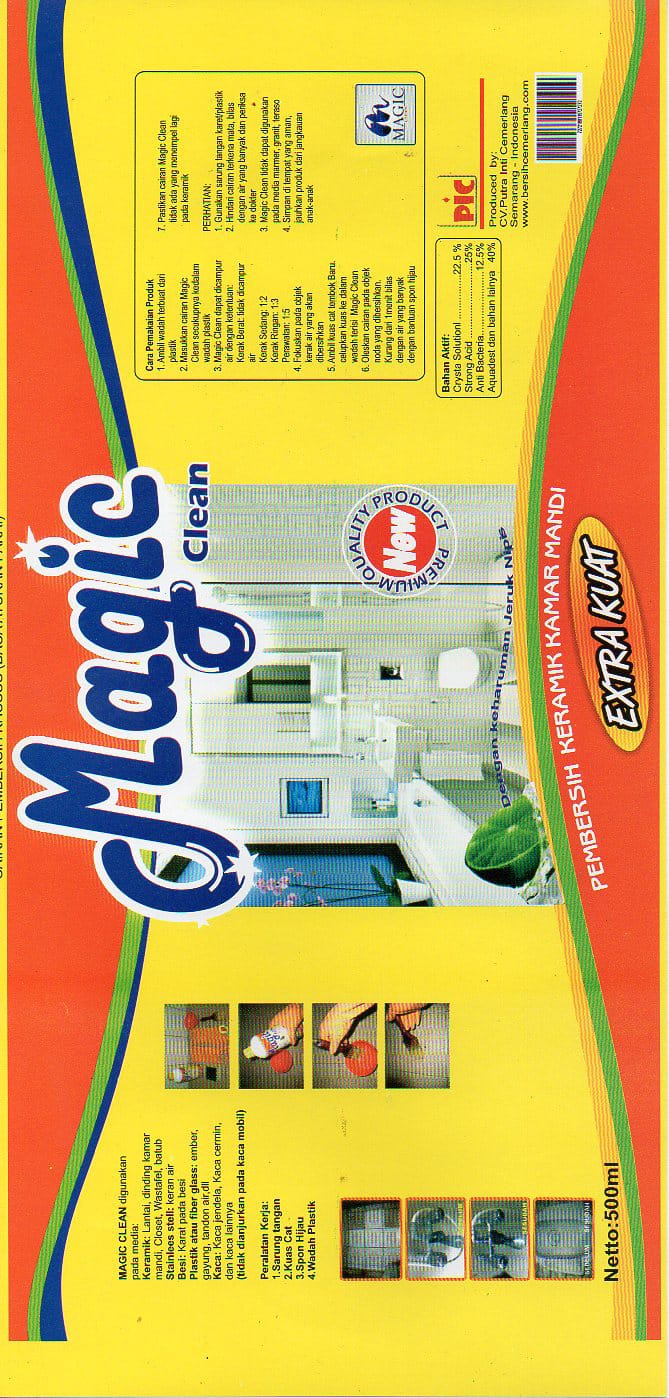 MAGIC CLEAN digunakan
pada media:
Keramik: Lantai, dinding kamar
mandi, Closet, Wastafel, batub
Stainlees stell: keran air
Besi: Karat pada besi
Plastik atau fiber glass: ember,
gayung, tandon air,dll
Kaca: Kaca jendela, Kaca cermin,
dan kaca lainnya
(tidak dianjurkan pada kaca mobil)
Peralatan Kerja:
1.Sarung tangan
2.Kuas Cat
3.Spon Hijau
4.Wadah Plastik
Netto:500ml
Magic
Clean
PREMIUM QUALITY PRODUCT
New
Dengan keharuman Jeruk Nipis
PEMBERSIH KERAMIK KAMAR MANDI
EXTRA KUAT
Cara Pemakaian Produk
1. Ambil wadah terbuat dari
plastik
2. Masukkan cairan Magic
Clean secukupnya kedalam
wadah plastik
3. Magic Clean dapat dicampur
air dengan ketentuan:
Kerak Berat: tidak dicampur
air
Kerak Sedang: 1:2
Kerak Ringan: 1:3
Perawatan: 1:5
4. Fokuskan pada objek
kerak air yang akan
dibersihkan
5. Ambil kuas cat tembok Baru.
celupkan kuas ke dalam
wadah terisi Magic Clean
6. Oleskan cairan pada objek
noda yang dibersihkan.
Kurang dari 1menit bilas
dengan air yang banyak
dengan bantuan spon hijau
7. Pastikan cairan Magic Clean
tidak ada yang menempel lagi
pada keramik
PERHATIAN:
1. Gunakan sarung tangan karet/plastik
2. Hindari cairan terkena mata, bilas
dengan air yang banyak dan periksa
ke dokter
3. Magic Clean tidak dapat digunakan
pada media marmer, granit, teraso
4. Simpan di tempat yang aman,
jauhkan produk dari jangkauan
anak-anak
MAGIC
Bahan Aktif:
Crysta Solutionl ............22.5 %
Strong Acid..................25%
Anti Bacteria................12.5%
Aquadest dan bahan lainya 40%
PIC
Produced by:
CV.Putra Inti Cemerlang
Semarang - Indonesia
www.bersihcemerlang.com